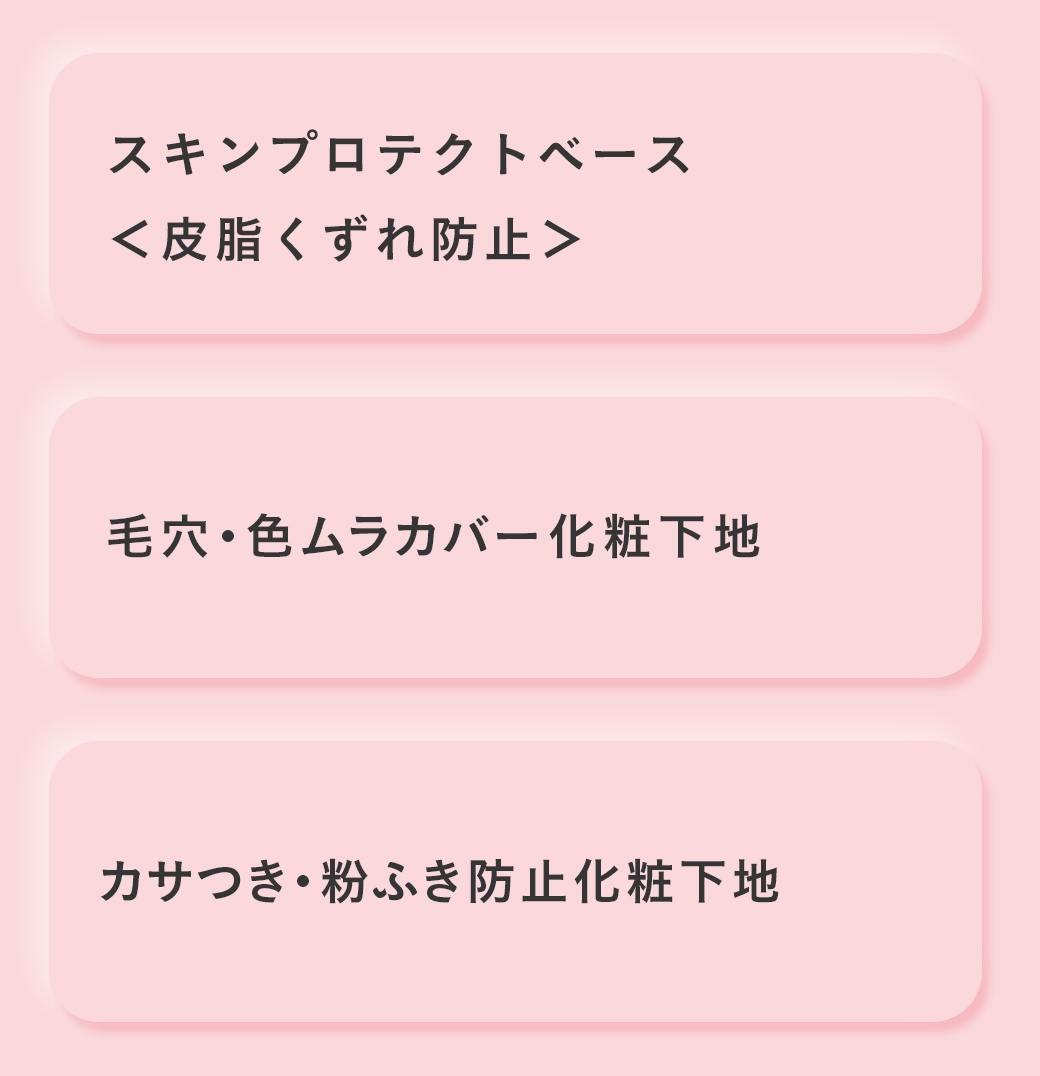 スキンプロテクトベース
＜皮脂くずれ防止＞
毛穴・色ムラカバー化粧下地
カサつき・粉ふき防止化粧下地